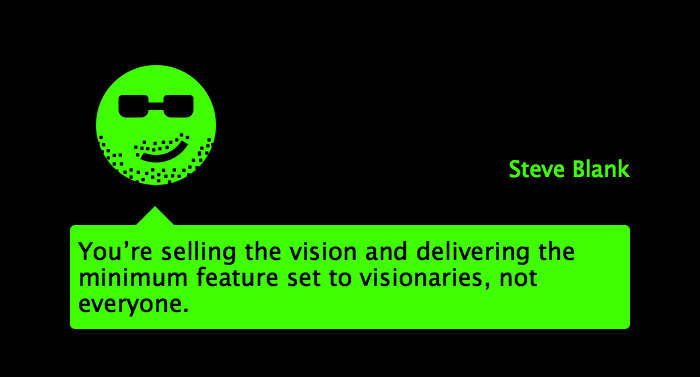 Steve Blank
You’re selling the vision and delivering the
minimum feature set to visionaries, not
everyone.